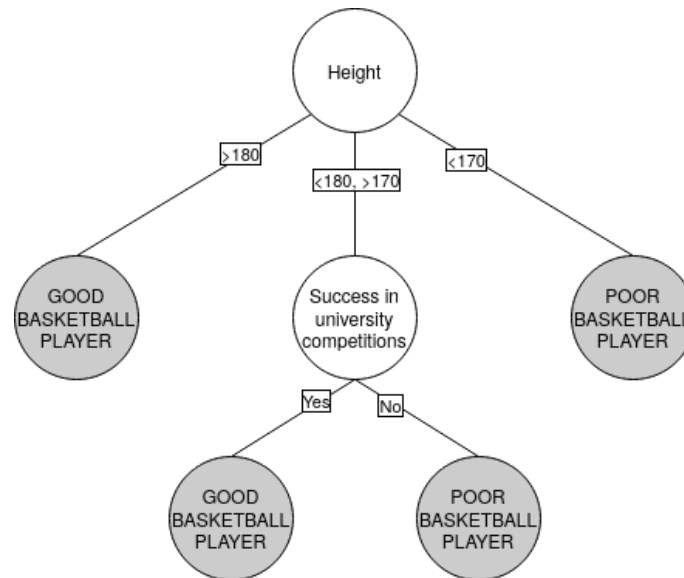 Height
>180
<180, >170
<170
GOOD
BASKETBALL
PLAYER
Success in
university
competitions
POOR
BASKETBALL
PLAYER
Yes
No
GOOD
BASKETBALL
PLAYER
POOR
BASKETBALL
PLAYER